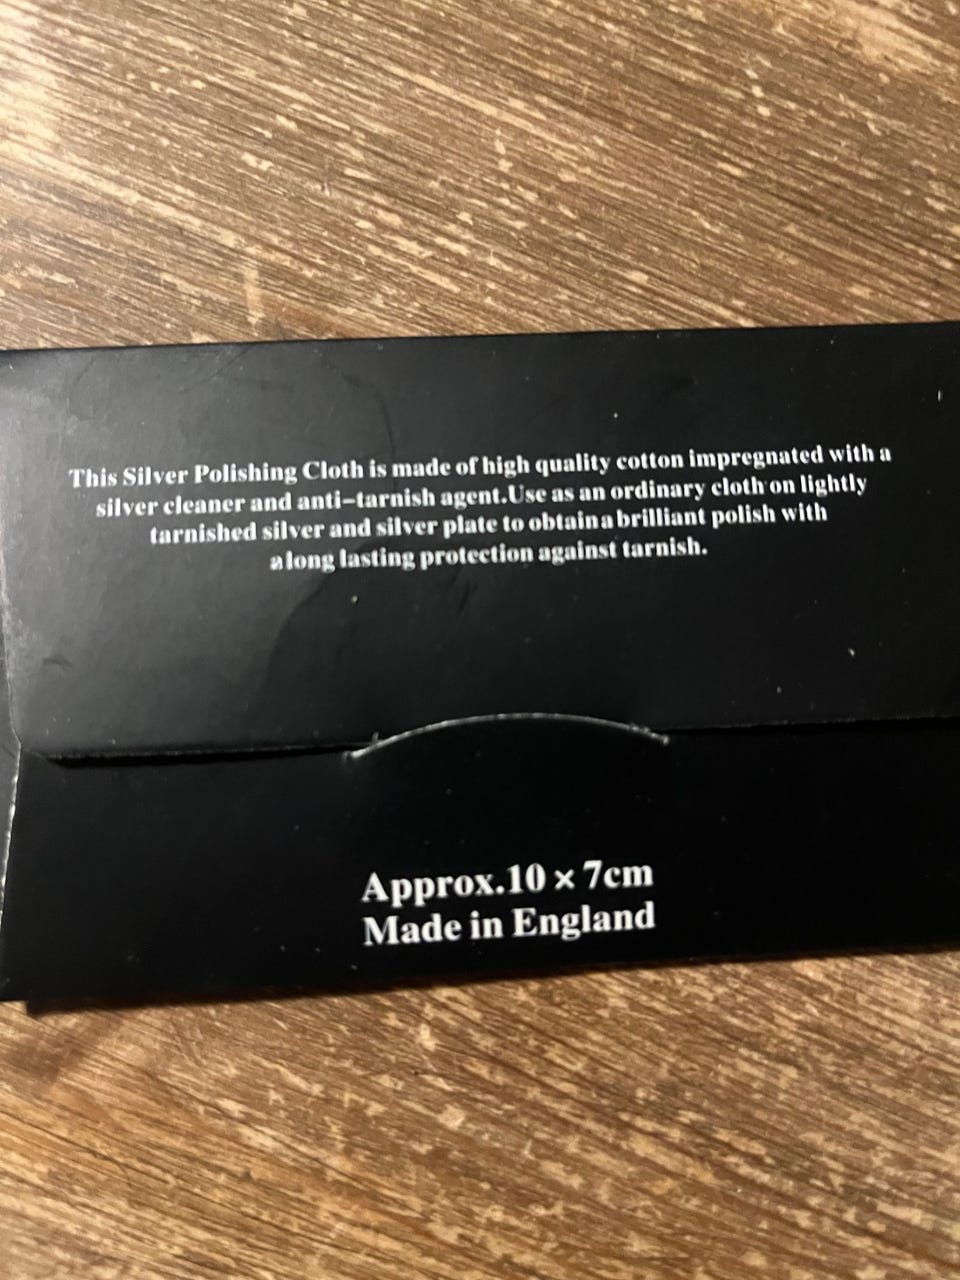 This Silver Polishing Cloth is made of high quality cotton impregnated with a
silver cleaner and anti-tarnish agent.Use as an ordinary cloth on lightly
tarnished silver and silver plate to obtain a brilliant polish with
a long lasting protection against tarnish.
Approx.10 × 7cm
Made in England